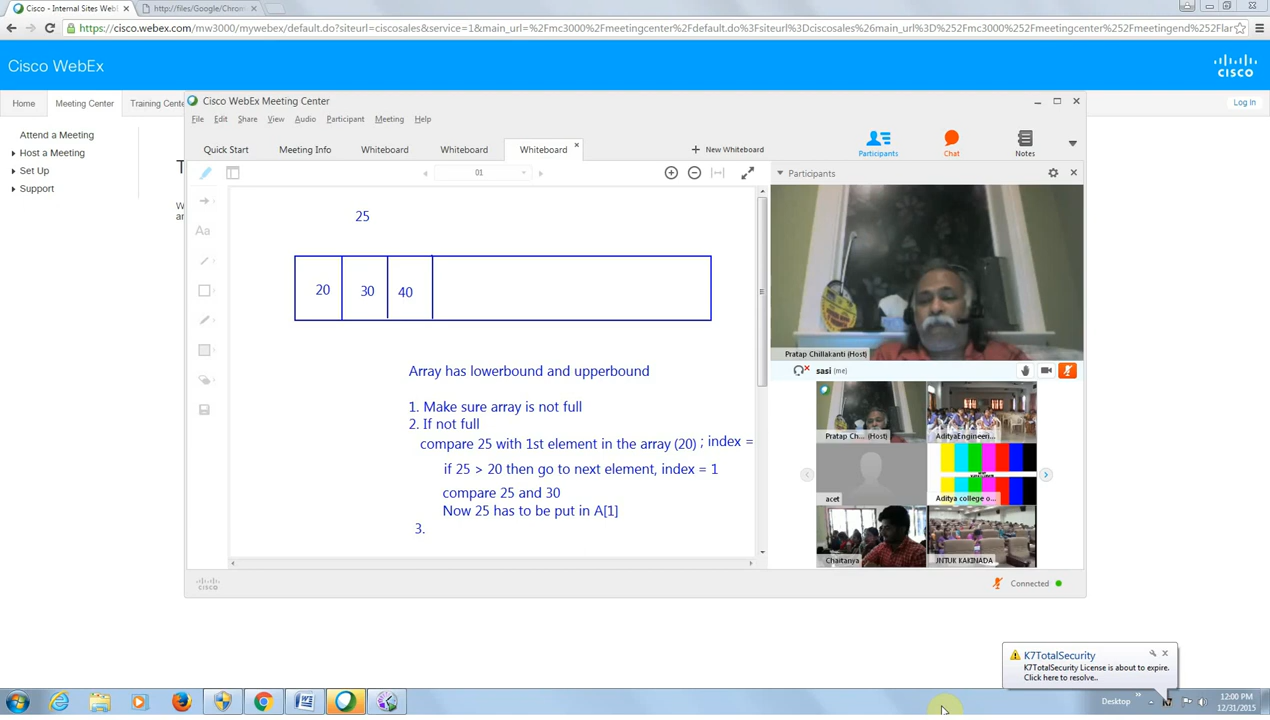 Cisco - Internal Sites Webl
http://files/Google/Chrom
https://cisco.webex.com/mw3000/mywebex/default.do?siteurl=ciscosales&service=1&main_url=%2Fmc3000%2Fmeetingcenter%2Fdefault.do%3Fsiteurl%3Dciscosales%26main_url%3D%252Fmc3000%252Fmeetingcenter%252Fmeetingend%252Flar
Cisco WebEx
cisco
Home
Meeting Center
Training Cente
Log In
Attend a Meeting
Host a Meeting
Set Up
Support
Cisco WebEx Meeting Center
File Edit Share View Audio Participant Meeting Help
Quick Start
Meeting Info
Whiteboard
Whiteboard
Whiteboard
New Whiteboard
Participants
Chat
Notes
01
Participants
Aa
25
20 30 40
Array has lowerbound and upperbound
1. Make sure array is not full
2. If not full
compare 25 with 1st element in the array (20) ; index =
if 25 > 20 then go to next element, index = 1
compare 25 and 30
Now 25 has to be put in A[1]
3.
Pratap Chillakanti (Host)
sasi (me)
Pratap Ch... (Host)
AdityaEngineeri...
acet
Aditya college o...
Chaitanya
JNTUK KAKINADA
cisco
Connected
K7TotalSecurity
K7TotalSecurity License is about to expire.
Click here to resolve..
Desktop
12:00 PM
12/31/2015